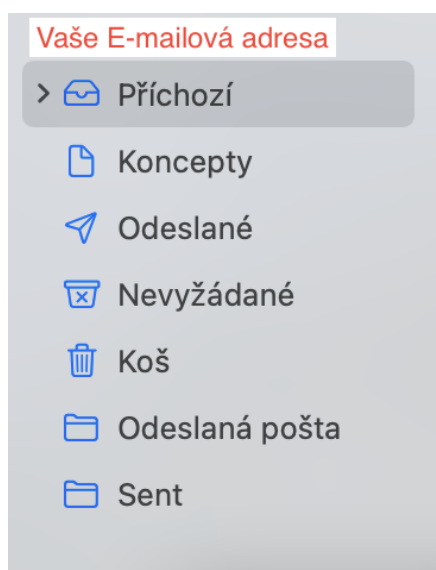 Vaše E-mailová adresa
Příchozí
Koncepty
Odeslané
Nevyžádané
Koš
Odeslaná pošta
Sent